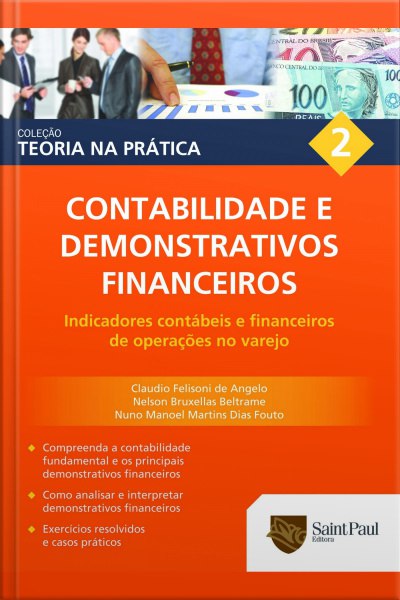 100
100
REAIS
COLEÇÃO
TEORIA NA PRÁTICA
2
CONTABILIDADE E
DEMONSTRATIVOS
FINANCEIROS
Indicadores contábeis e financeiros
de operações no varejo
Claudio Felisoni de Angelo
Nelson Bruxellas Beltrame
Nuno Manoel Martins Dias Fouto
Compreenda a contabilidade
fundamental e os principais
demonstrativos financeiros
Como analisar e interpretar
demonstrativos financeiros
Exercícios resolvidos
e casos práticos
Saint Paul
Editora